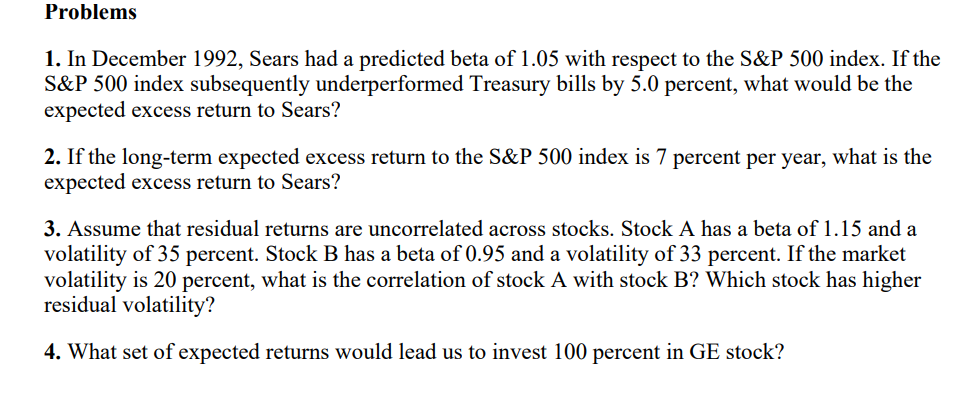 Problems
1. In December 1992, Sears had a predicted beta of 1.05 with respect to the S&P 500 index. If the
S&P 500 index subsequently underperformed Treasury bills by 5.0 percent, what would be the
expected excess return to Sears?
2. If the long-term expected excess return to the S&P 500 index is 7 percent per year, what is the
expected excess return to Sears?
3. Assume that residual returns are uncorrelated across stocks. Stock A has a beta of 1.15 and a
volatility of 35 percent. Stock B has a beta of 0.95 and a volatility of 33 percent. If the market
volatility is 20 percent, what is the correlation of stock A with stock B? Which stock has higher
residual volatility?
4. What set of expected returns would lead us to invest 100 percent in GE stock?